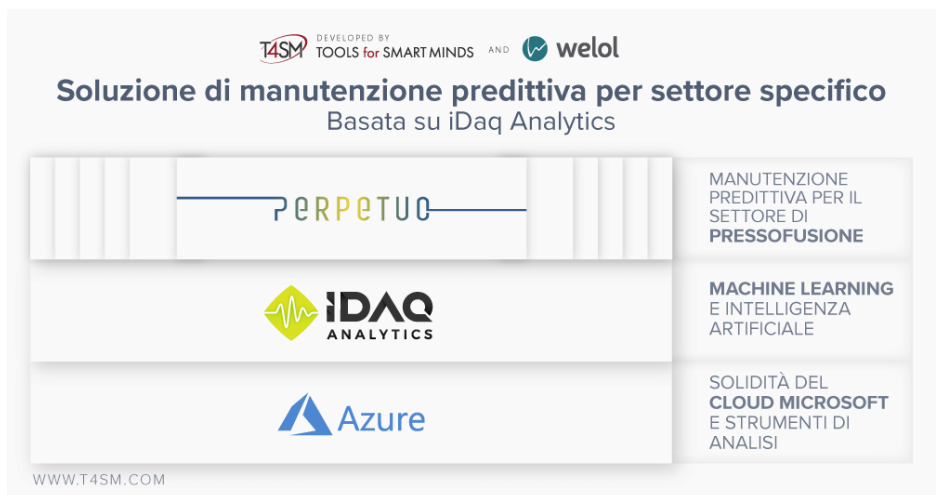 T4SM DEVELOPED BY TOOLS for SMART MINDS AND welol
Soluzione di manutenzione predittiva per settore specifico
Basata su iDaq Analytics
PERPETUO
MANUTENZIONE
PREDITTIVA PER IL
SETTORE DI
PRESSOFUSIONE
iDAQ
ANALYTICS
MACHINE LEARNING
E INTELLIGENZA
ARTIFICIALE
Azure
SOLIDITÀ DEL
CLOUD MICROSOFT
E STRUMENTI DI
ANALISI
WWW.T4SM.COM